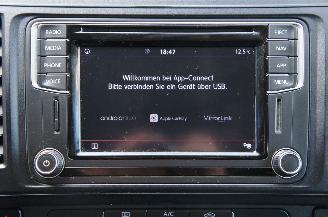 RADIO
MEDIA
PHONE
VOICE
18:47
12.5°C
Willkommen bei App-Connect
Bitte verbinden Sie ein Gerät über USB.
androidauto
Apple CarPlay
MirrorLink
EJECT
NAV
APP
MENU
A/C